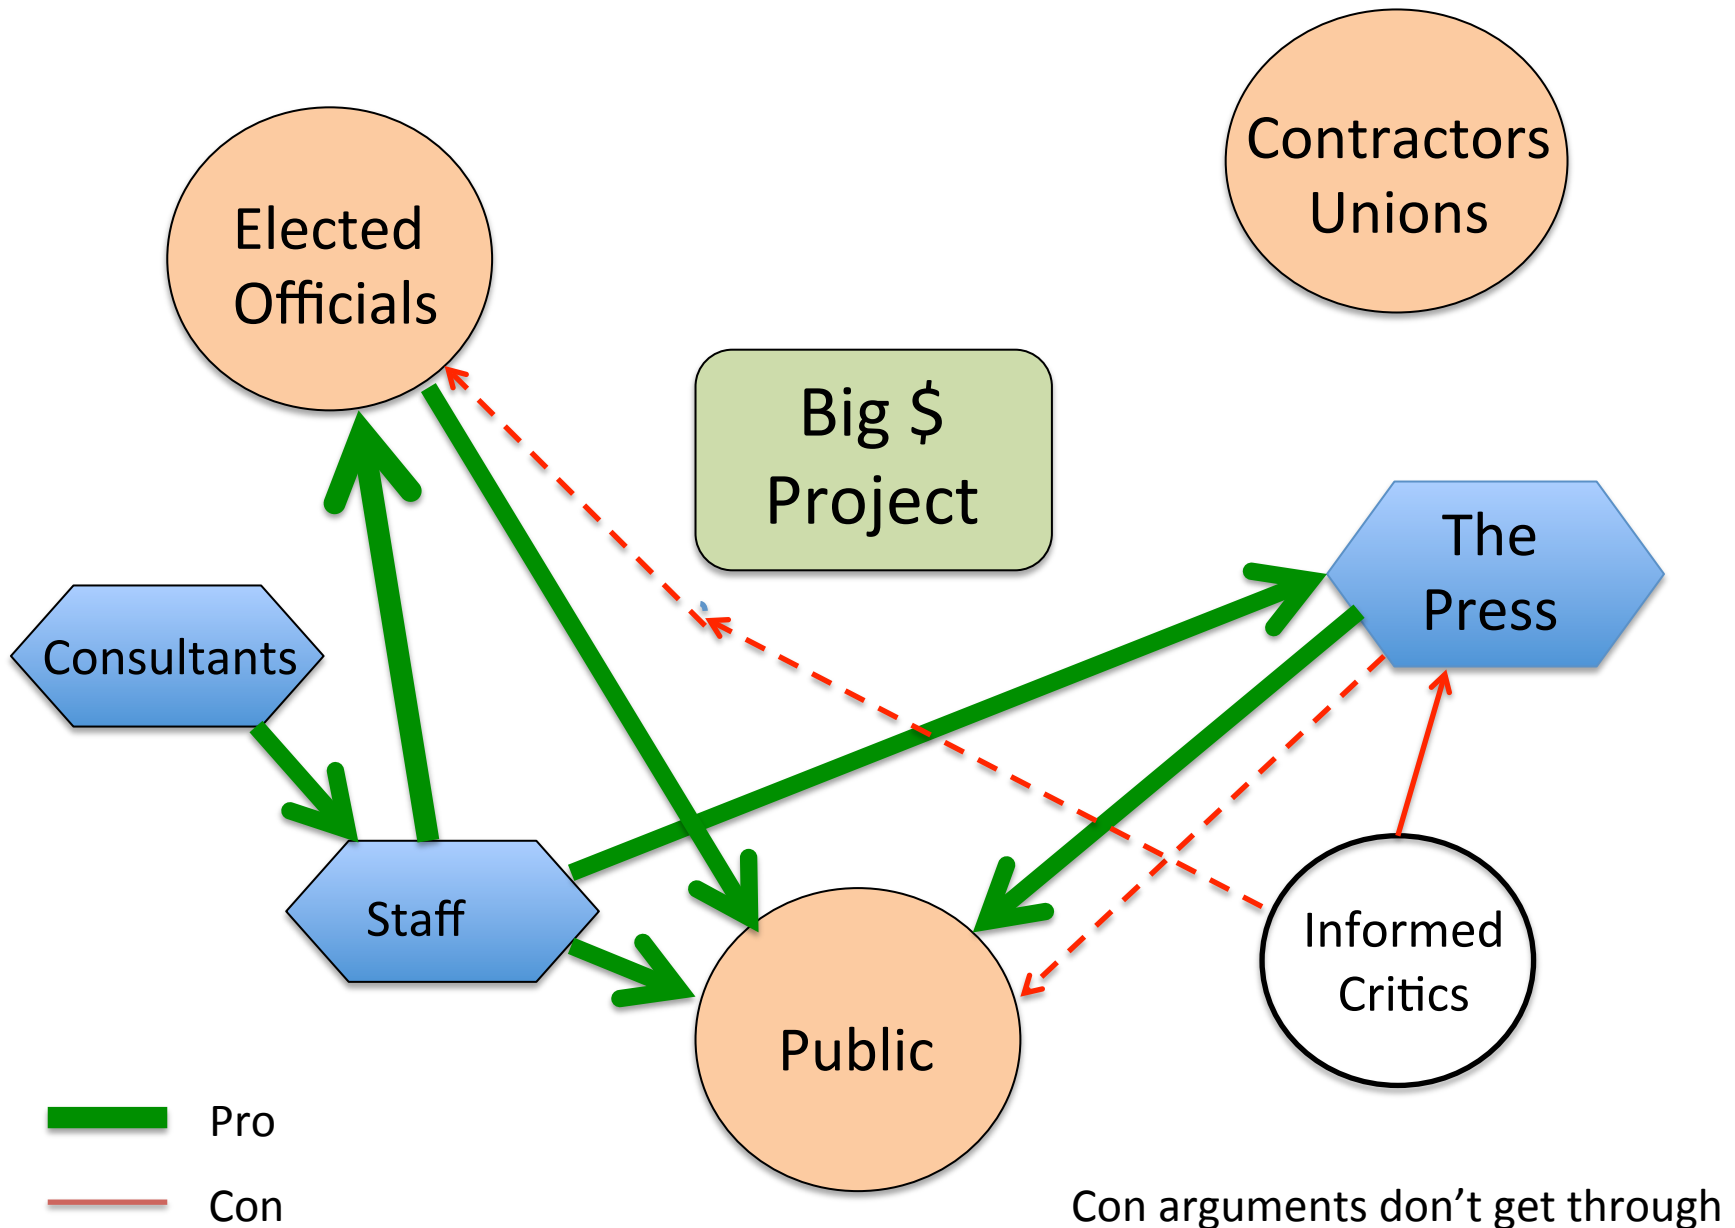 Contractors
Unions
Elected
Officials
Big $
Project
The
Press
Consultants
Staff
Informed
Critics
Public
Pro
Con
Con arguments don’t get through